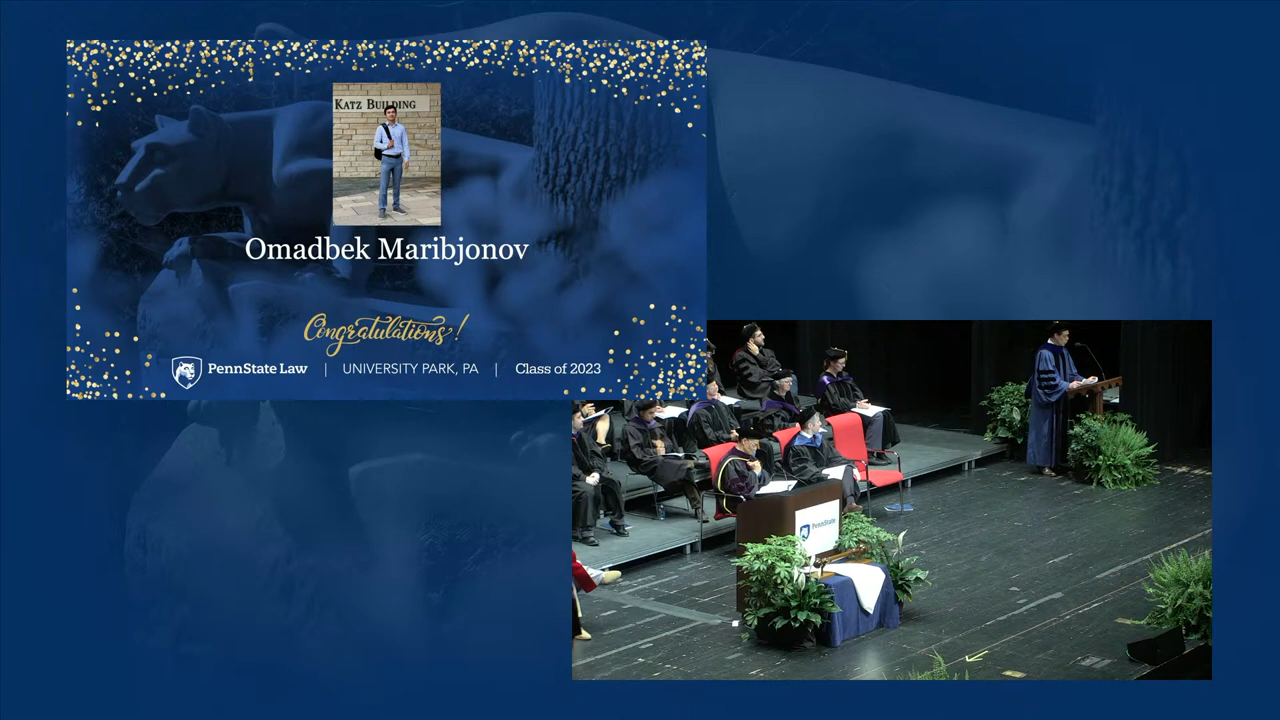 KATZ BUILDING
Omadbek Maribjonov
Congratulations!
PennState Law | UNIVERSITY PARK, PA | Class of 2023
PennState